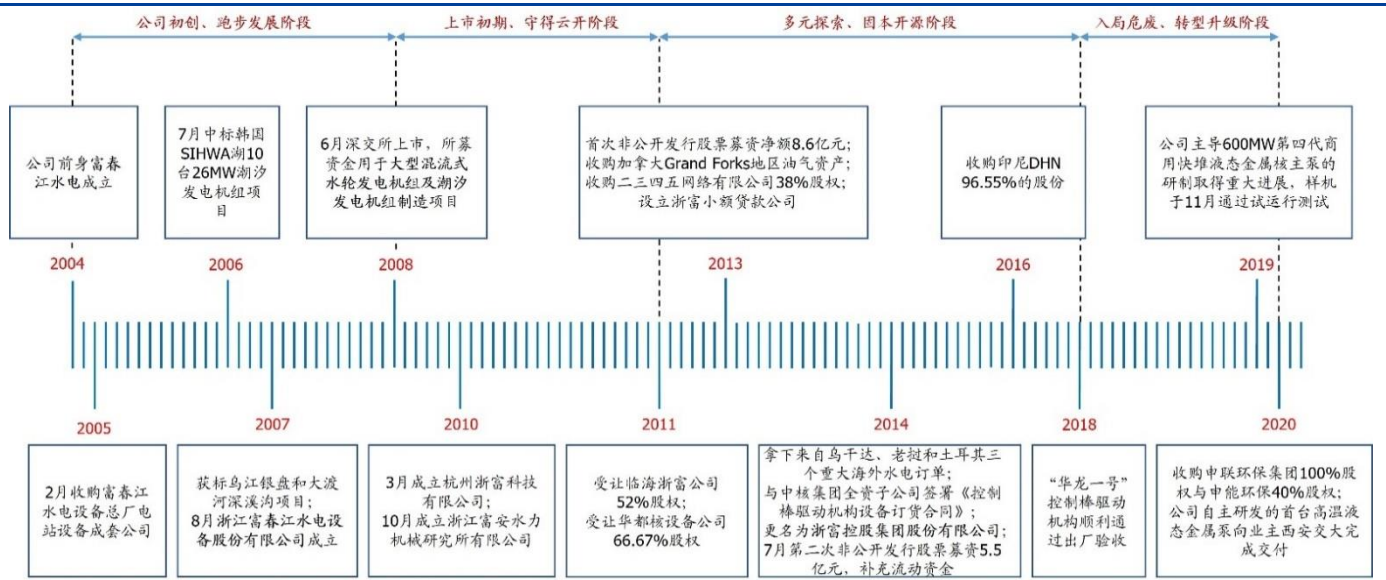 公司初创、跑步发展阶段
上市初期、守得云开阶段
多元探索、固本开源阶段
入局危废、转型升级阶段
公司前身富春
江水电成立
7月中标韩国
SIHWA湖10
台26MW潮汐
发电机组项
目
6月深交所上市，所募
资金用于大型混流式
水轮发电机组及潮汐
发电机组制造项目
首次非公开发行股票募资净额8.6亿元；
收购加拿大Grand Forks地区油气资产；
收购二三四五网络有限公司38%股权；
设立浙富小额贷款公司
收购印尼DHN
96.55%的股份
公司主导600MW第四代商
用快堆液态金属核主泵的
研制取得重大进展，样机
于11月通过试运行测试
2004
2006
2008
2013
2016
2019
2005
2007
2010
2011
2014
2018
2020
2月收购富春江
水电设备总厂电
站设备成套公司
获标乌江银盘和大渡
河深溪沟项目；
8月浙江富春江水电设
备股份有限公司成立
3月成立杭州浙富科技
有限公司；
10月成立浙江富安水力
机械研究所有限公司
受让临海浙富公司
52%股权；
受让华都核设备公司
66.67%股权
拿下来自乌干达、老挝和土耳其三
个重大海外水电订单；
与中核集团全资子公司签署《控制
棒驱动机构设备订货合同》；
更名为浙富控股集团股份有限公司；
7月第二次非公开发行股票募资5.5
亿元，补充流动资金
“华龙一号”
控制棒驱动
机构顺利通
过出厂验收
收购申联环保集团100%股
权与申能环保40%股权；
公司自主研发的首台高温液
态金属泵向业主西安交大完
成交付